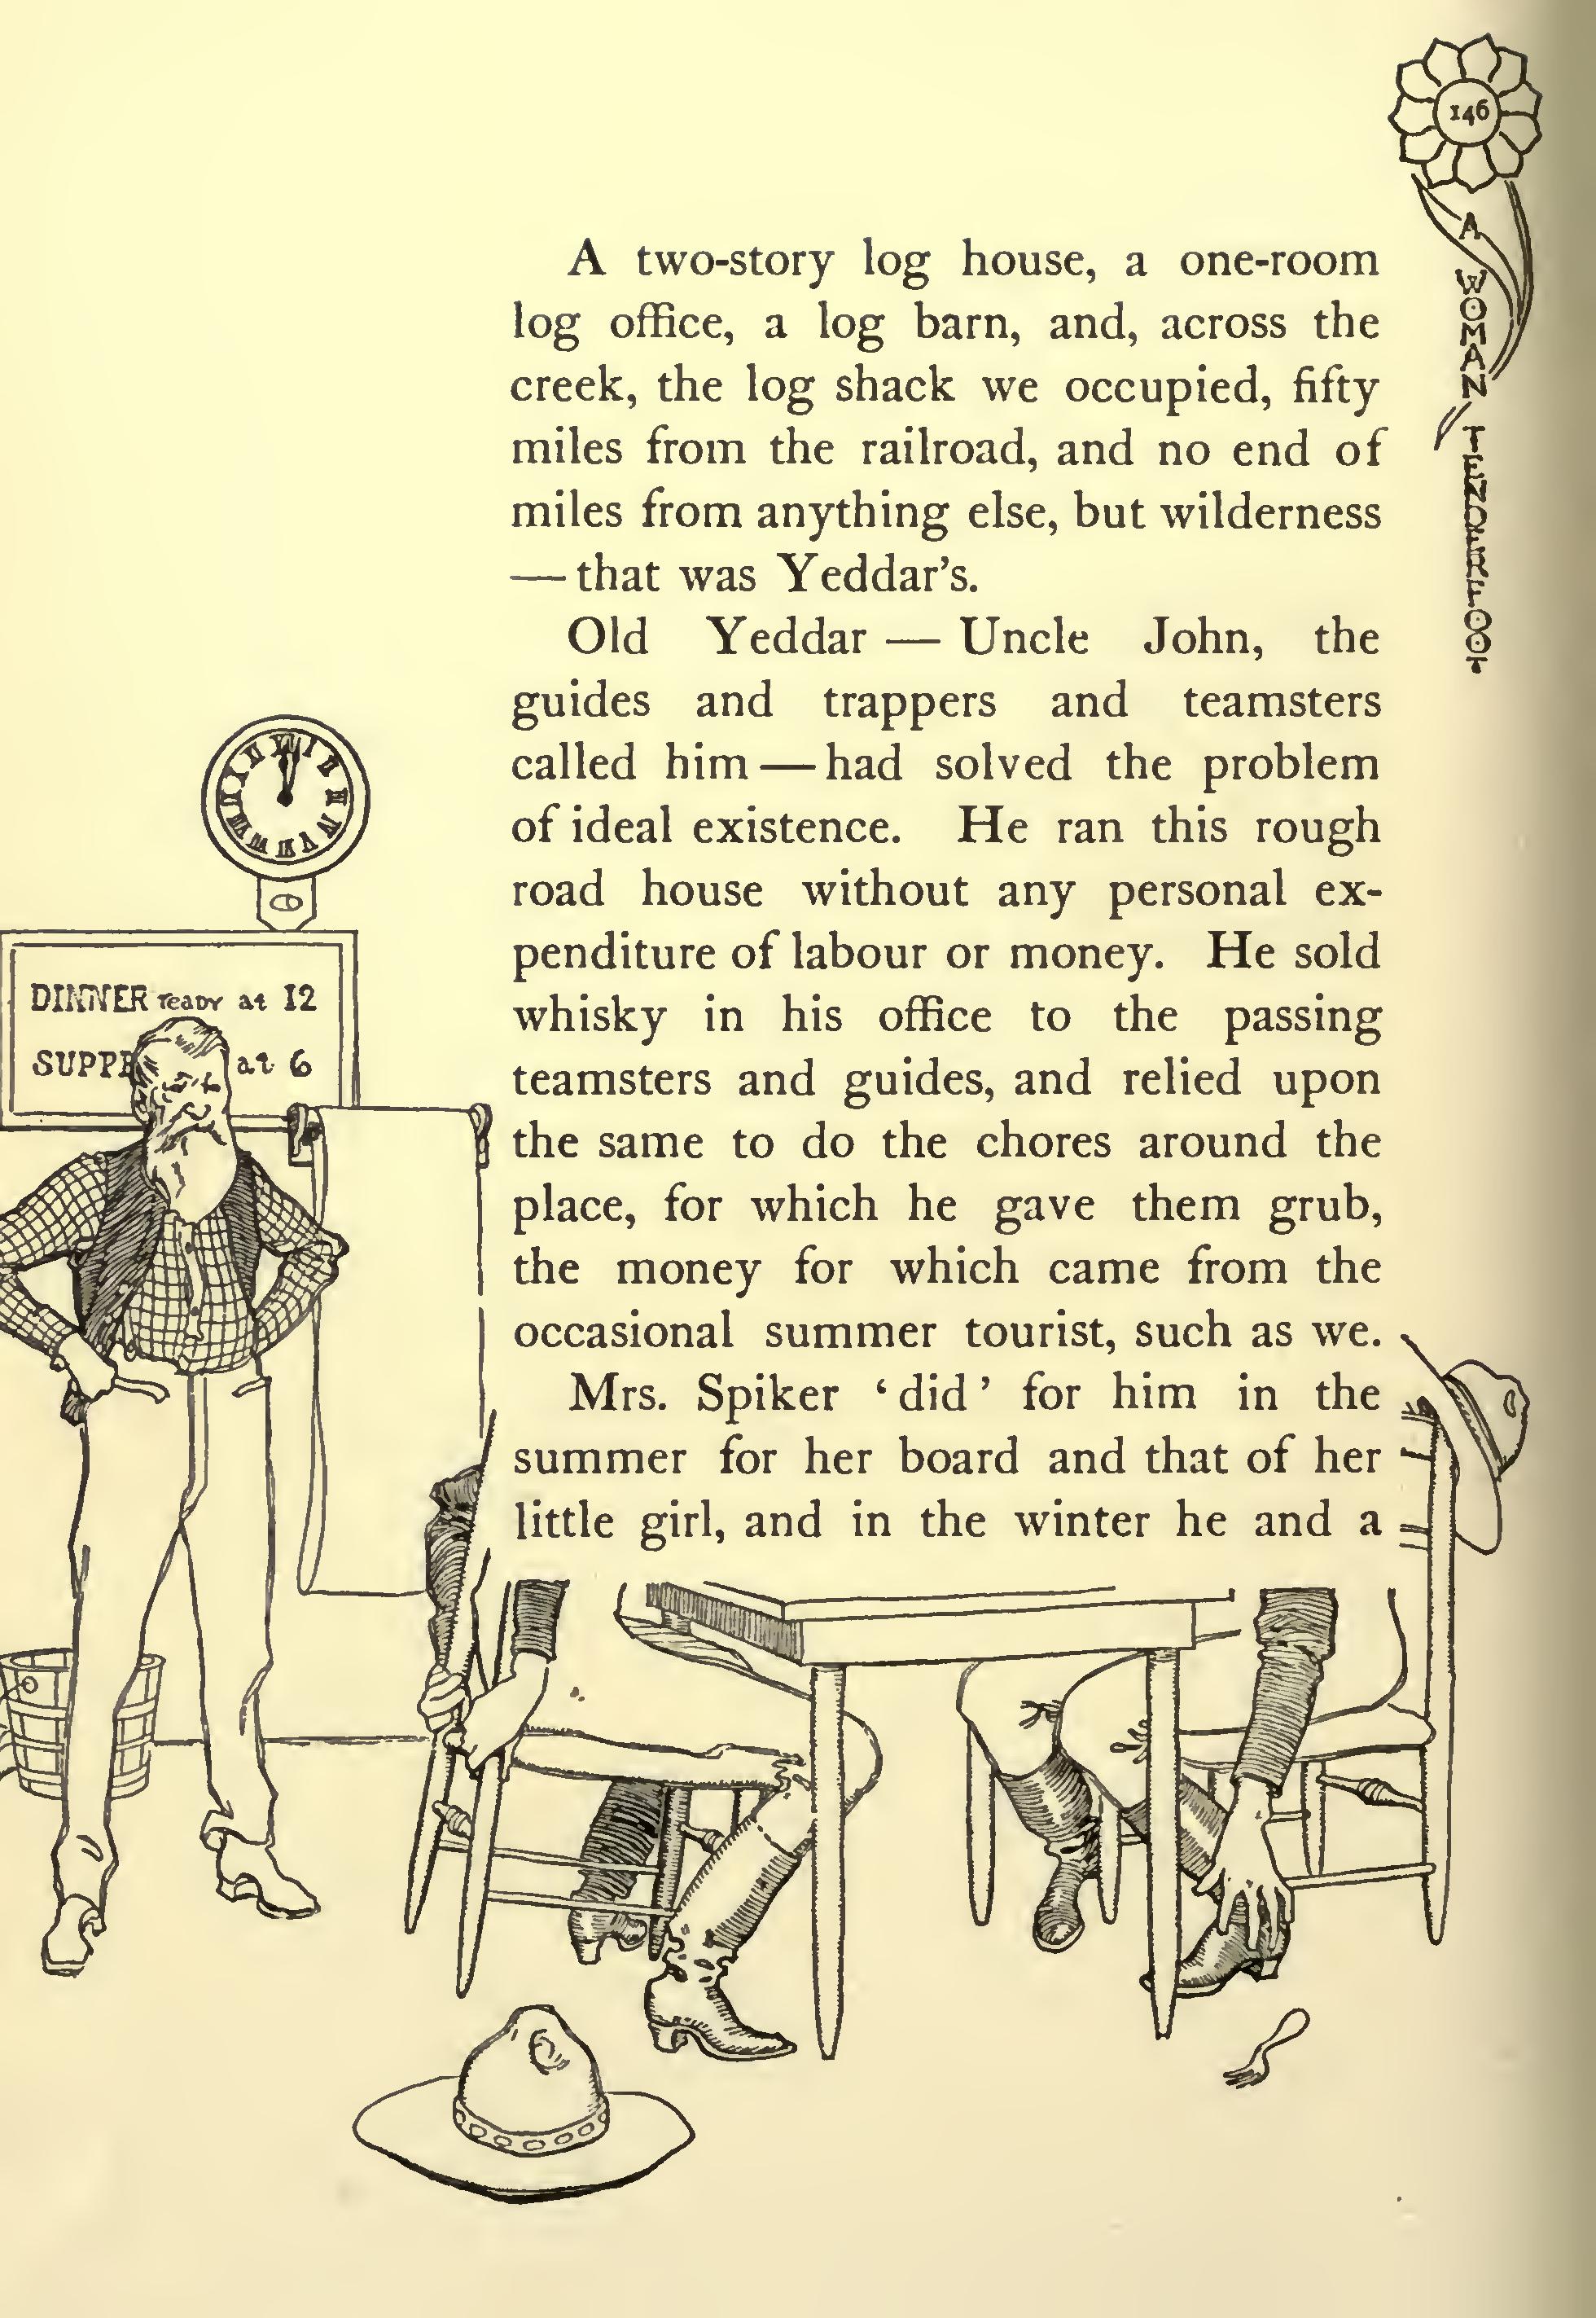 146
A
WOMAN
TENDERFOOT
A two-story log house, a one-room
log office, a log barn, and, across the
creek, the log shack we occupied, fifty
miles from the railroad, and no end of
miles from anything else, but wilderness
— that was Yeddar's.
Old Yeddar — Uncle John, the
guides and trappers and teamsters
called him — had solved the problem
of ideal existence. He ran this rough
road house without any personal ex-
penditure of labour or money. He sold
whisky in his office to the passing
teamsters and guides, and relied upon
the same to do the chores around the
place, for which he gave them grub,
the money for which came from the
occasional summer tourist, such as we.
Mrs. Spiker 'did' for him in the
summer for her board and that of her
little girl, and in the winter he and a
DINNER ready at 12
SUPPE at 6